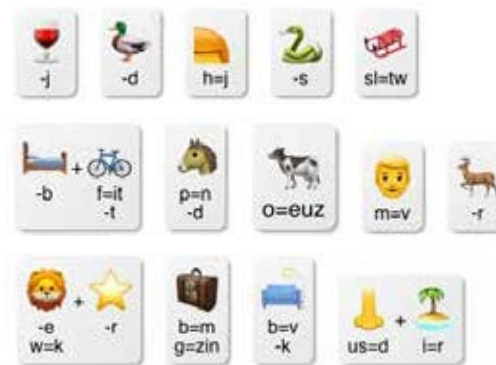 -j
-d
h=j
-s
sl=tw
+
-b
f=it
-t
p=n
-d
o=euz
m=v
-r
+
-e
w=k
-r
b=m
g=zin
b=v
-k
+
us=d
i=r